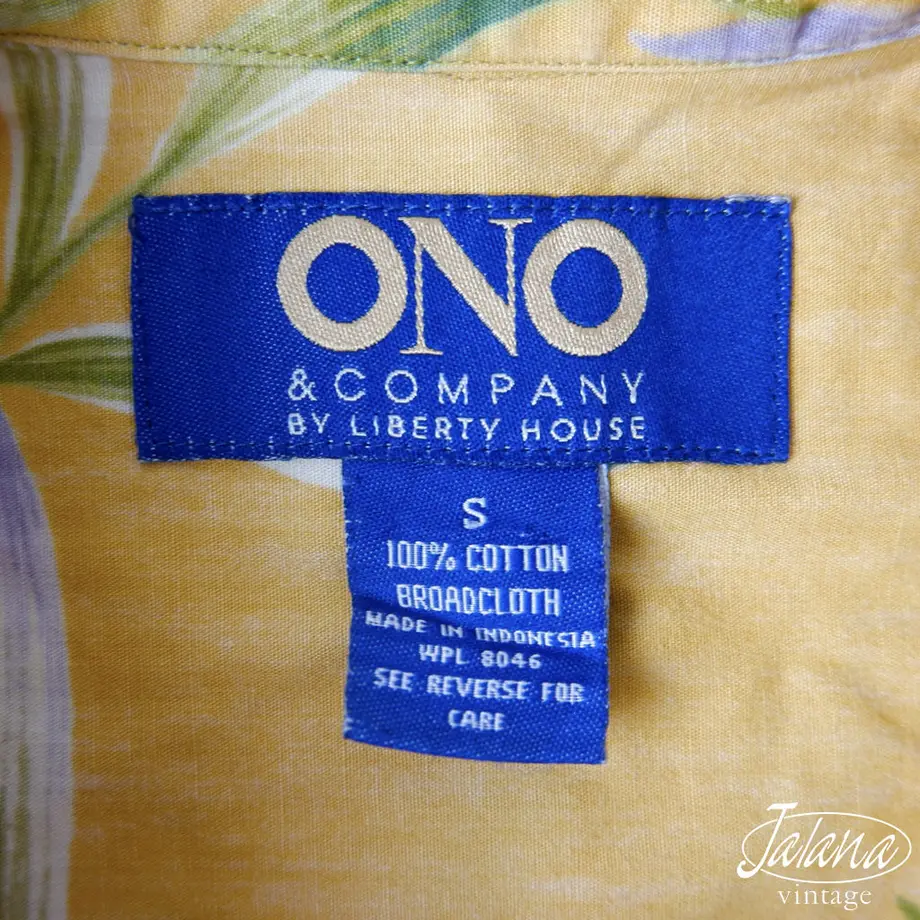 ONO
& COMPANY
BY LIBERTY HOUSE
S
100% COTTON
BROADCLOTH
MADE IN INDONESIA
WPL 8046
SEE REVERSE FOR
CARE
Jalana
vintage